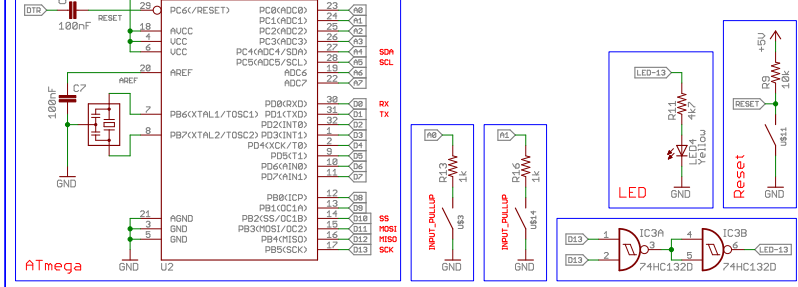 DTR
100nF
RESET
29 PC6(/RESET)
18 AVCC
4 VCC
6 VCC
20 AREF
AREF
C7
100nF
7 PB6(XTAL1/TOSC1)
8 PB7(XTAL2/TOSC2)
GND
21 AGND
3 GND
5 GND
GND
ATmega
U2
PC0(ADC0) 23 A0
PC1(ADC1) 24 A1
PC2(ADC2) 25 A2
PC3(ADC3) 26 A3
PC4(ADC4/SDA) 27 A4 SDA
PC5(ADC5/SCL) 28 A5 SCL
ADC6 19 A6
ADC7 22 A7
PD0(RXD) 30 D0 RX
PD1(TXD) 31 D1 TX
PD2(INT0) 32 D2
PD3(INT1) 1 D3
PD4(XCK/T0) 2 D4
PD5(T1) 9 D5
PD6(AIN0) 10 D6
PD7(AIN1) 11 D7
PB0(ICP) 12 D8
PB1(OC1A) 13 D9
PB2(SS/OC1B) 14 D10 SS
PB3(MOSI/OC2) 15 D11 MOSI
PB4(MISO) 16 D12 MISO
PB5(SCK) 17 D13 SCK
A0
R13
1k
INPUT_PULLUP
U$3
GND
A1
R16
1k
INPUT_PULLUP
U$14
GND
LED-13
R11
4k7
LED4
Yellow
LED
GND
+5V
R9
10k
RESET
U$11
Reset
GND
D13 1
D13 2
IC3A
3
74HC132D
4
5
IC3B
6
74HC132D
LED-13